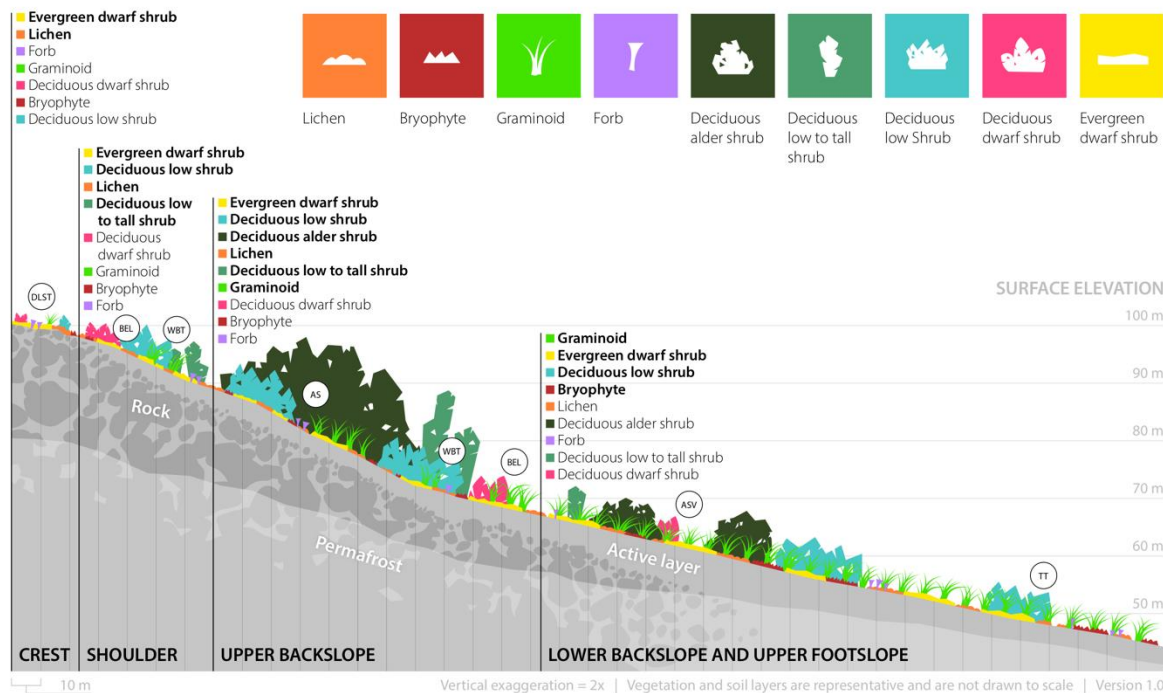 Evergreen dwarf shrub
Lichen
Forb
Graminoid
Deciduous dwarf shrub
Bryophyte
Deciduous low shrub
Lichen
Bryophyte
Graminoid
Forb
Deciduous
alder shrub
Deciduous
low to tall
shrub
Deciduous
low Shrub
Deciduous
dwarf shrub
Evergreen
dwarf shrub
Evergreen dwarf shrub
Deciduous low shrub
Lichen
Deciduous low
to tall shrub
Deciduous
dwarf shrub
Graminoid
Bryophyte
Forb
Evergreen dwarf shrub
Deciduous low shrub
Deciduous alder shrub
Lichen
Deciduous low to tall shrub
Graminoid
Deciduous dwarf shrub
Bryophyte
Forb
Graminoid
Evergreen dwarf shrub
Deciduous low shrub
Bryophyte
Lichen
Deciduous alder shrub
Forb
Deciduous low to tall shrub
Deciduous dwarf shrub
SURFACE ELEVATION
100 m
90 m
80 m
70 m
60 m
50 m
DLST
BEL
WBT
AS
WBT
BEL
ASV
TT
Rock
Permafrost
Active layer
CREST
SHOULDER
UPPER BACKSLOPE
LOWER BACKSLOPE AND UPPER FOOTSLOPE
10 m
Vertical exaggeration = 2x | Vegetation and soil layers are representative and are not drawn to scale | Version 1.0